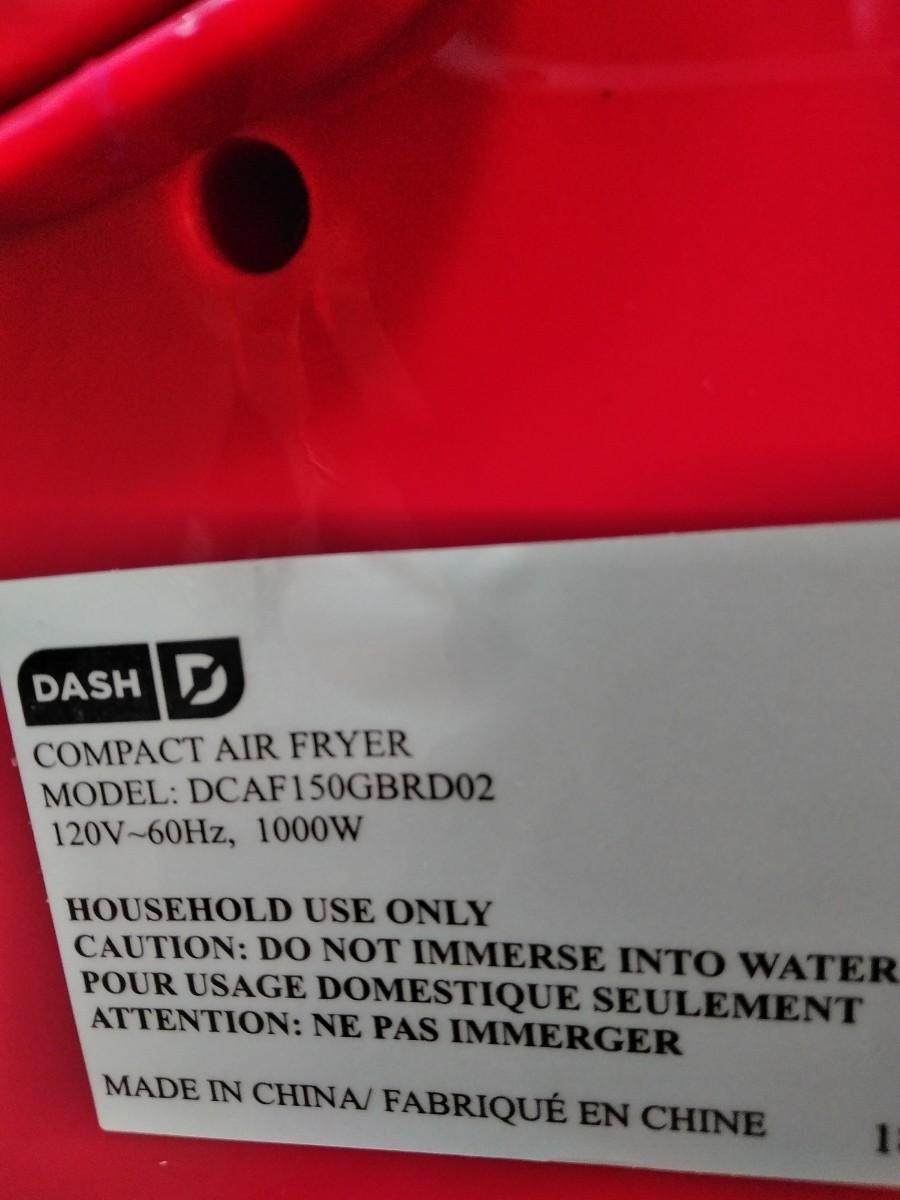 DASH D
COMPACT AIR FRYER
MODEL: DCAF150GBRD02
120V~60Hz, 1000W
HOUSEHOLD USE ONLY
CAUTION: DO NOT IMMERSE INTO WATER
POUR USAGE DOMESTIQUE SEULEMENT
ATTENTION: NE PAS IMMERGER
MADE IN CHINA/ FABRIQUÉ EN CHINE